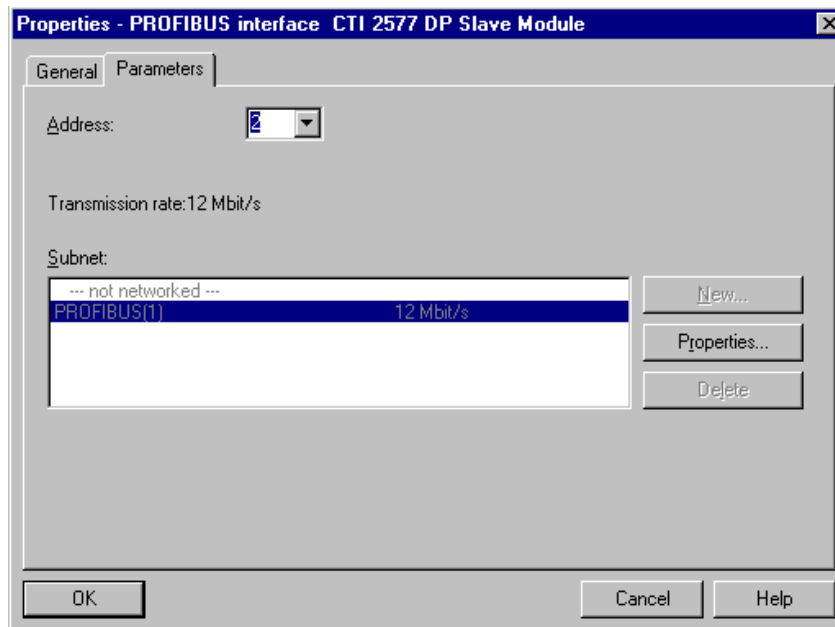 Properties - PROFIBUS interface  CTI 2577 DP Slave Module
General Parameters
Address: 2
Transmission rate:12 Mbit/s
Subnet:
--- not networked ---
PROFIBUS(1) 12 Mbit/s
New...
Properties...
Delete
OK Cancel Help